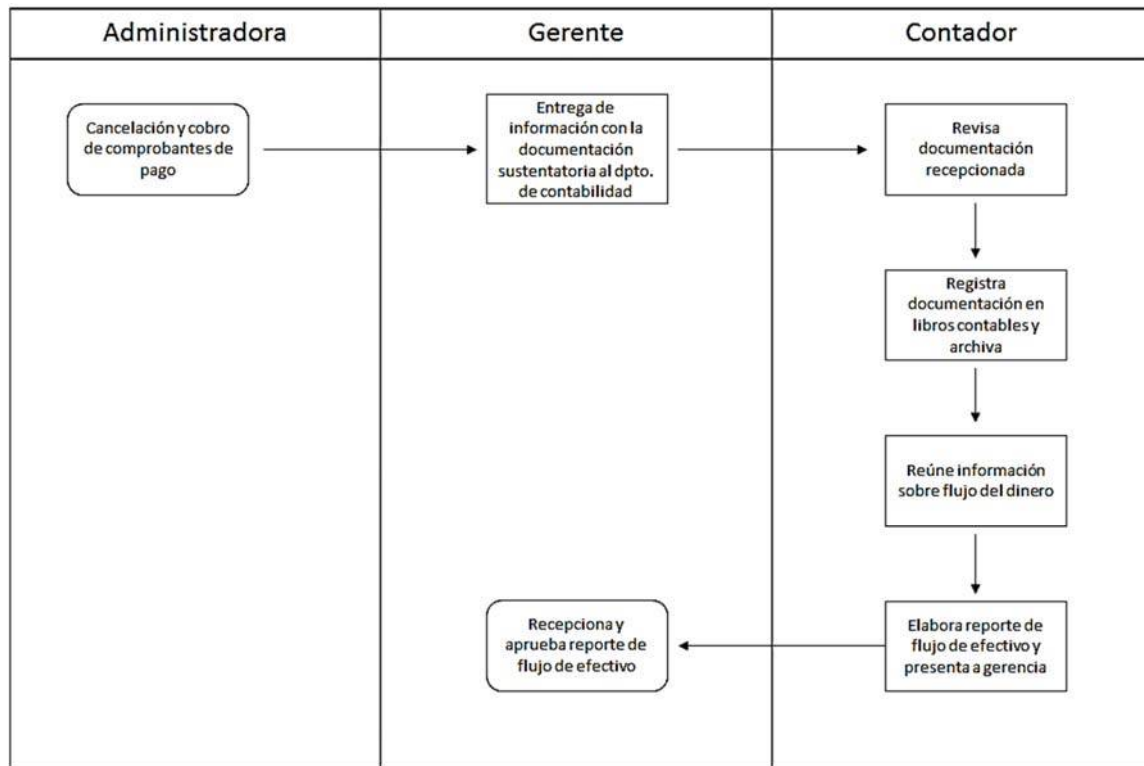 Administradora
Gerente
Contador
Cancelación y cobro
de comprobantes de
pago
Entrega de
información con la
documentación
sustentatoria al dpto.
de contabilidad
Revisa
documentación
recepcionada
Registra
documentación en
libros contables y
archiva
Reúne información
sobre flujo del dinero
Elabora reporte de
flujo de efectivo y
presenta a gerencia
Recepciona y
aprueba reporte de
flujo de efectivo